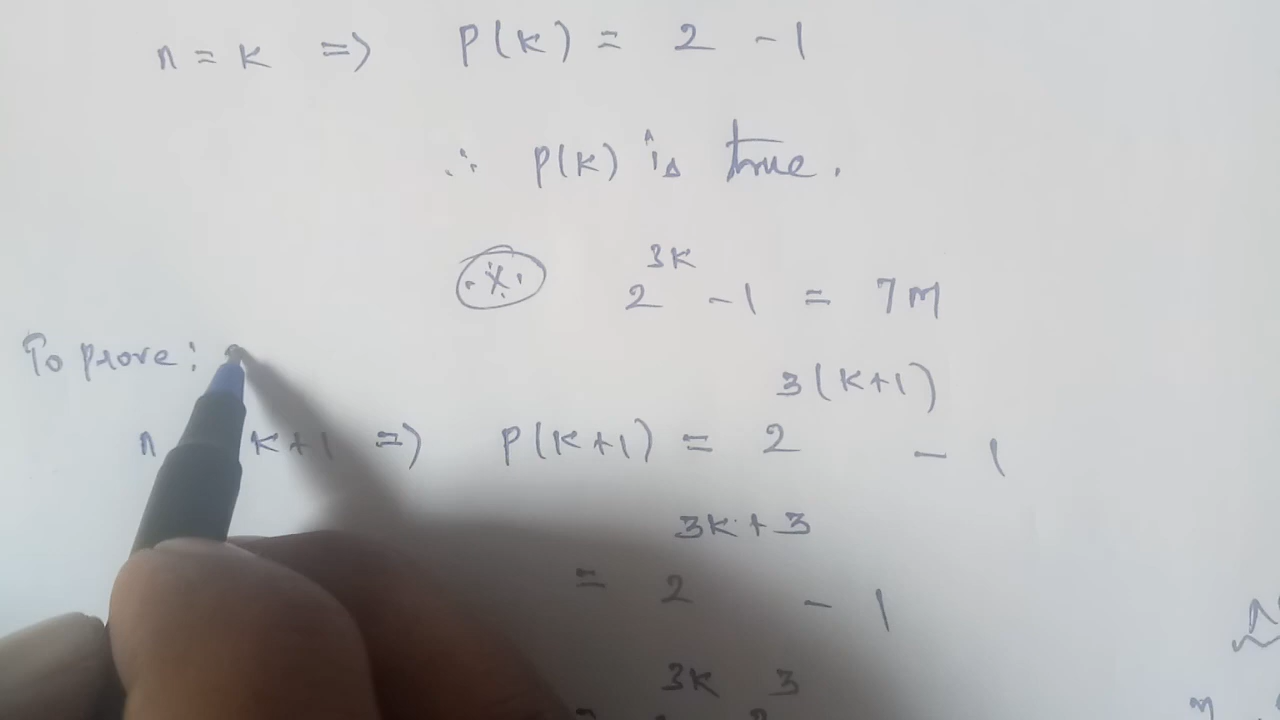 n = k => P(k) = 2 - 1
∴ P(k) is true.
(*) 2^{3k} - 1 = 7M
To prove:
n k+1 => P(k+1) = 2^{3(k+1)} - 1
= 2^{3k+3} - 1
3k 3